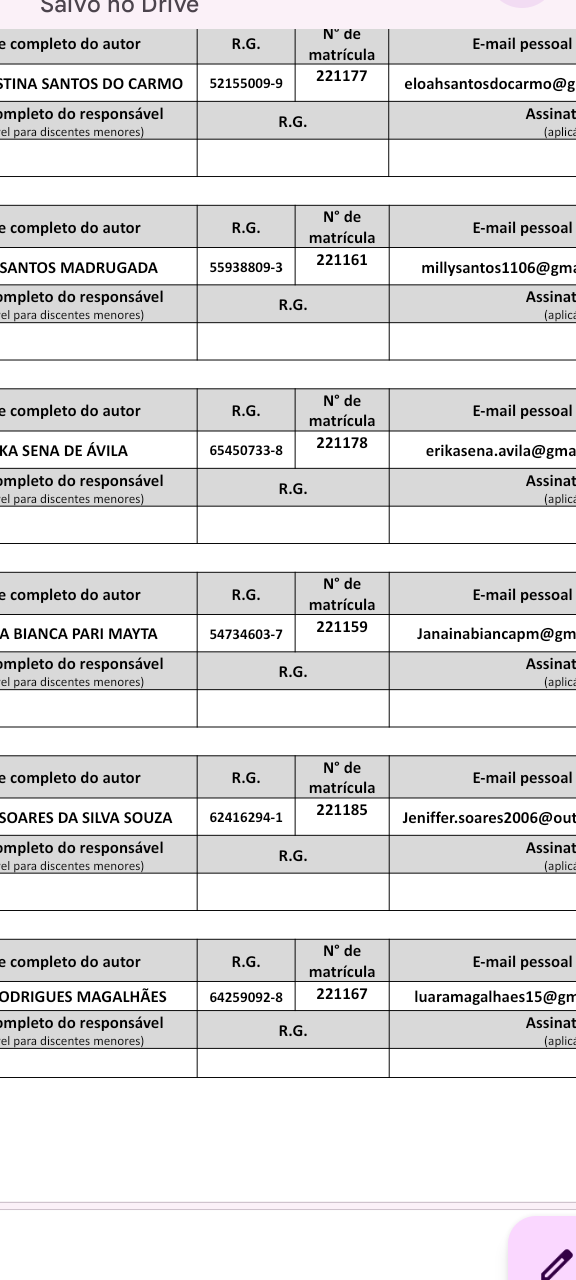 Salvo no Drive
e completo do autor R.G. N° de matrícula E-mail pessoal
STINA SANTOS DO CARMO 52155009-9 221177 eloahsantosdocarmo@g
ompleto do responsável R.G. Assinat
el para discentes menores) (aplicá
e completo do autor R.G. N° de matrícula E-mail pessoal
SANTOS MADRUGADA 55938809-3 221161 millysantos1106@gma
ompleto do responsável R.G. Assinat
el para discentes menores) (aplicá
e completo do autor R.G. N° de matrícula E-mail pessoal
KA SENA DE ÁVILA 65450733-8 221178 erikasena.avila@gma
ompleto do responsável R.G. Assinat
el para discentes menores) (aplicá
e completo do autor R.G. N° de matrícula E-mail pessoal
A BIANCA PARI MAYTA 54734603-7 221159 Janainabiancapm@gm
ompleto do responsável R.G. Assinat
el para discentes menores) (aplicá
e completo do autor R.G. N° de matrícula E-mail pessoal
SOARES DA SILVA SOUZA 62416294-1 221185 Jeniffer.soares2006@out
ompleto do responsável R.G. Assinat
el para discentes menores) (aplicá
e completo do autor R.G. N° de matrícula E-mail pessoal
ODRIGUES MAGALHÃES 64259092-8 221167 luaramagalhaes15@gm
ompleto do responsável R.G. Assinat
el para discentes menores) (aplicá